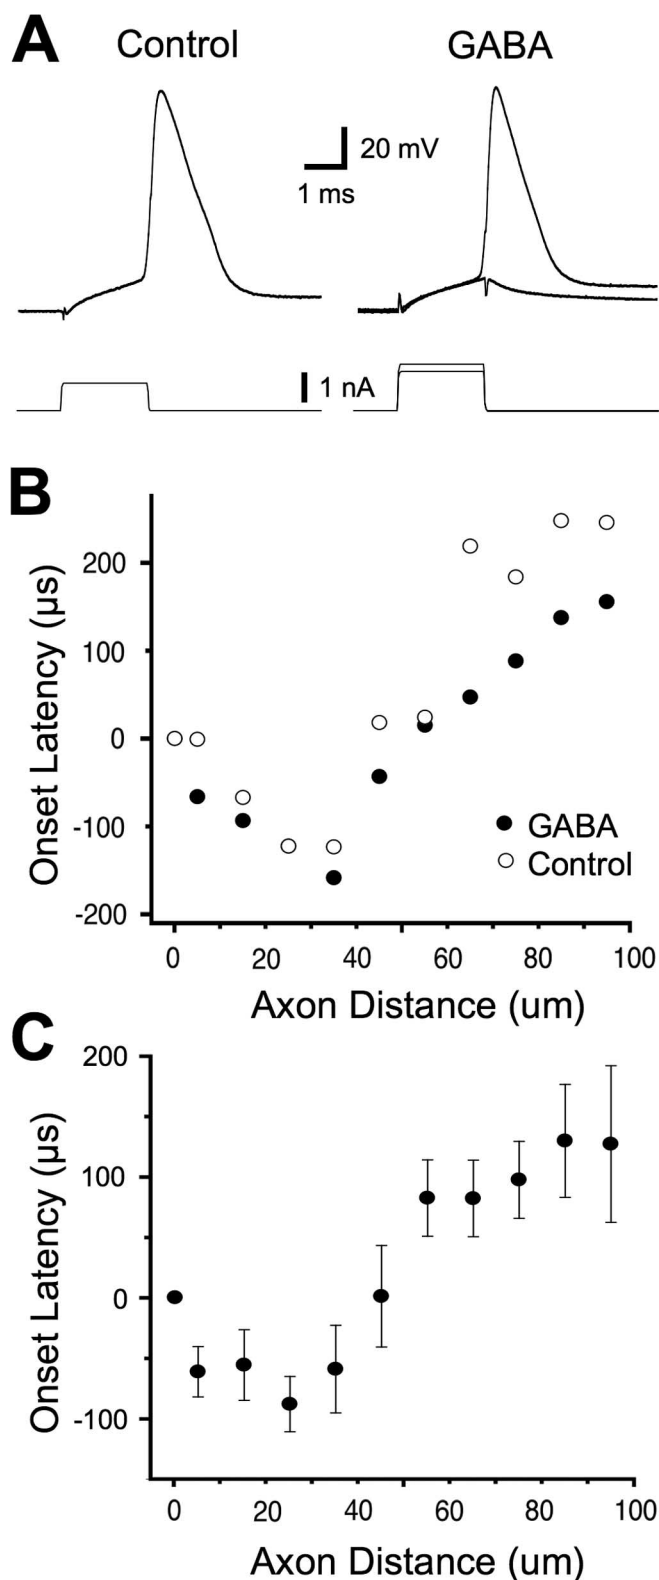 A
Control
GABA
20 mV
1 ms
1 nA
B
Onset Latency (µs)
200
100
0
-100
-200
GABA
Control
0 20 40 60 80 100
Axon Distance (um)
C
Onset Latency (µs)
200
100
0
-100
0 20 40 60 80 100
Axon Distance (um)